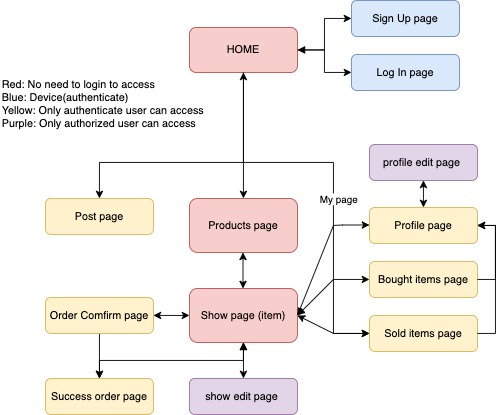 Sign Up page
HOME
Log In page
Red: No need to login to access
Blue: Device(authenticate)
Yellow: Only authenticate user can access
Purple: Only authorized user can access
profile edit page
My page
Post page
Products page
Profile page
Bought items page
Order Comfirm page
Show page (item)
Sold items page
Success order page
show edit page